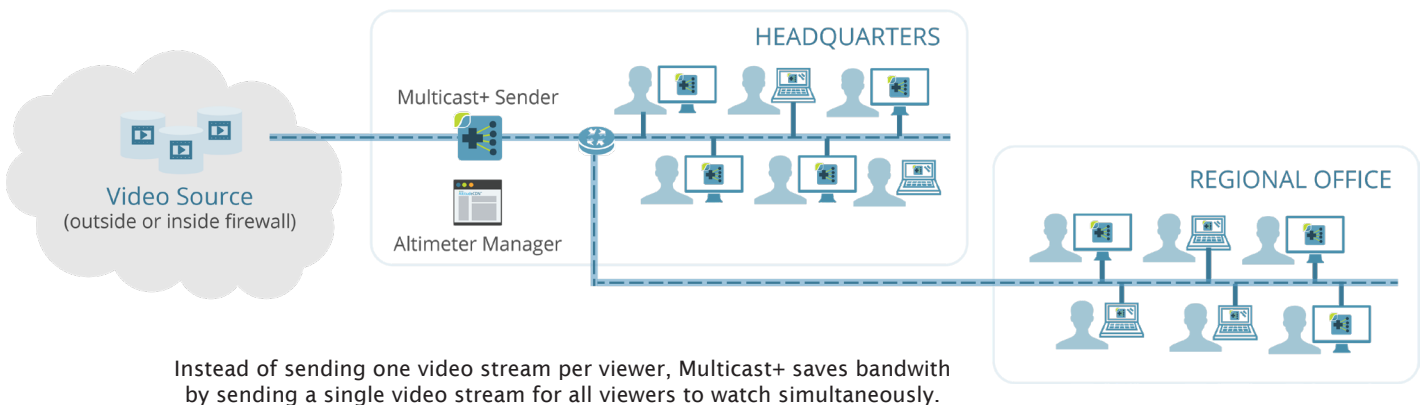 HEADQUARTERS
Multicast+ Sender
Video Source
(outside or inside firewall)
Altimeter Manager
REGIONAL OFFICE
Instead of sending one video stream per viewer, Multicast+ saves bandwith
by sending a single video stream for all viewers to watch simultaneously.